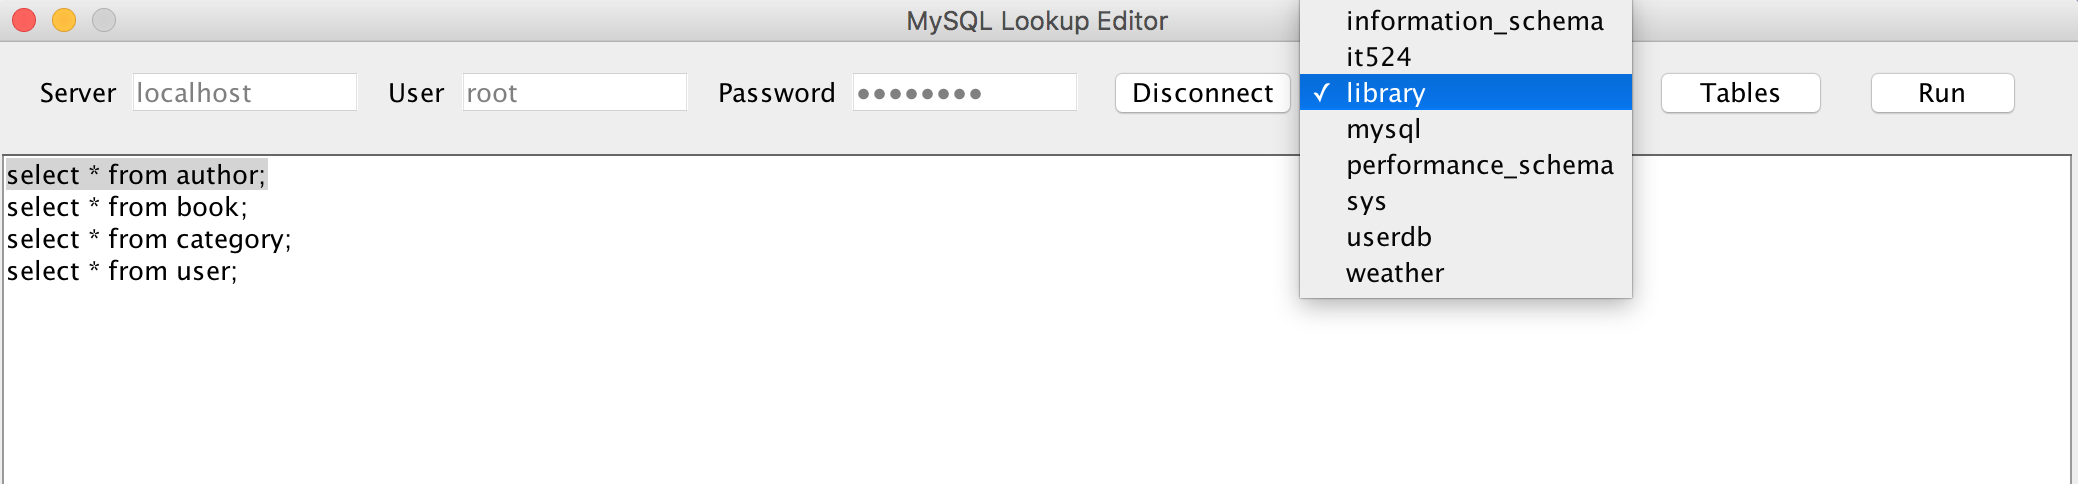 MySQL Lookup Editor
Server localhost User root Password ●●●●●●●● Disconnect Tables Run
information_schema
it524
✓ library
mysql
performance_schema
sys
userdb
weather
select * from author;
select * from book;
select * from category;
select * from user;